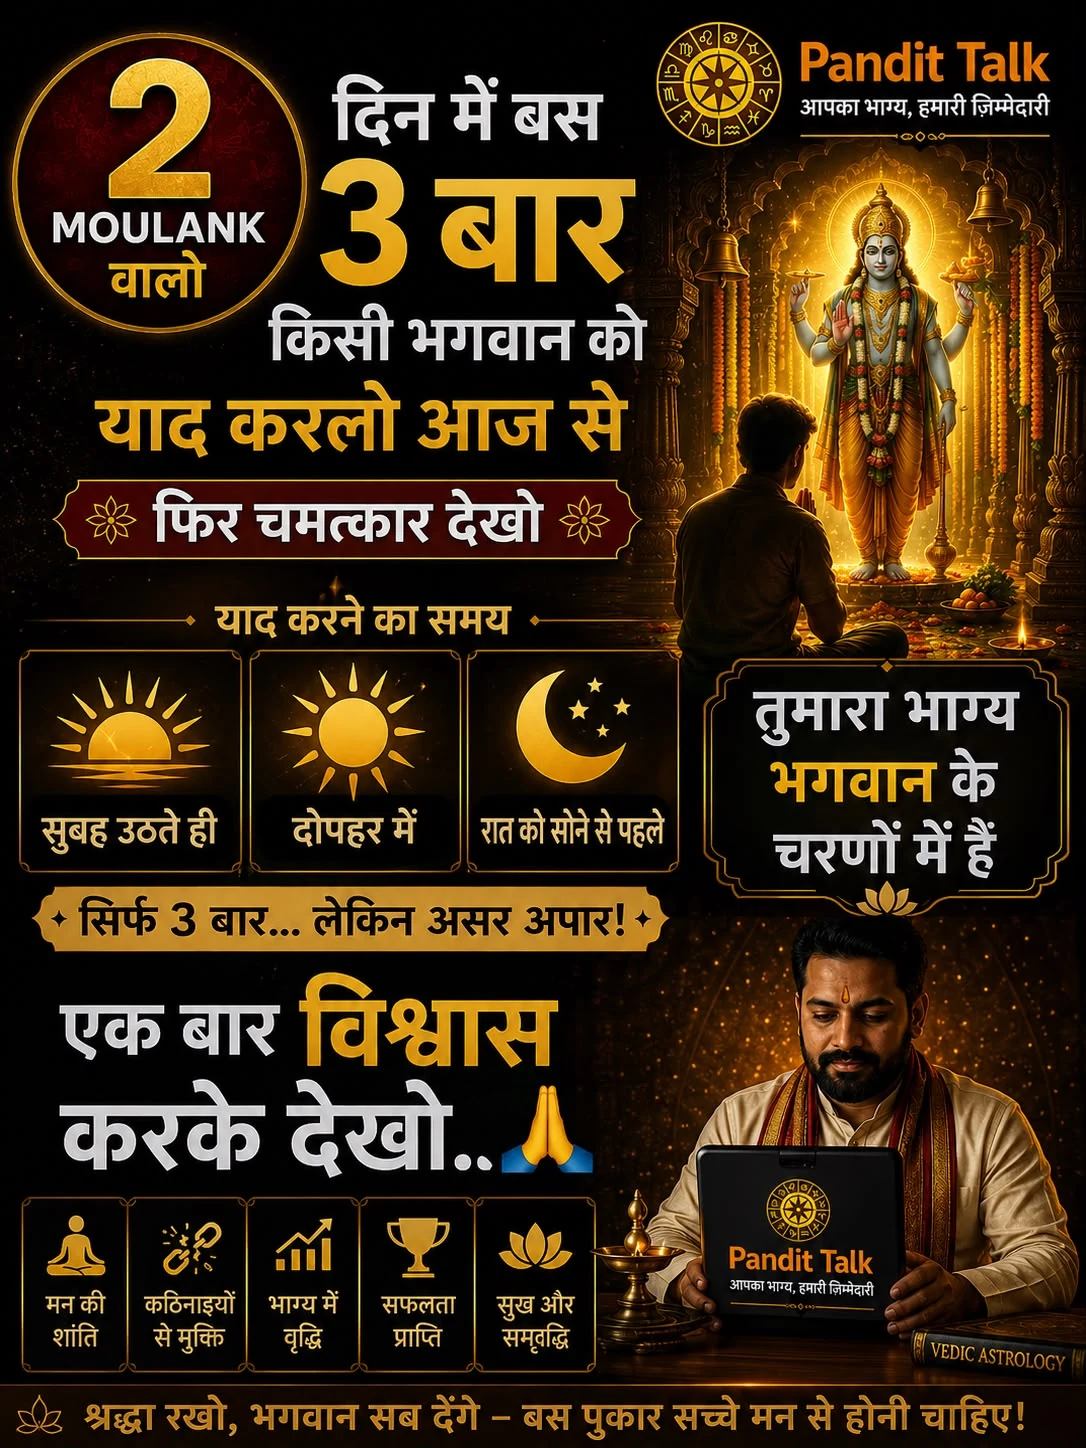 2
MOULANK
वालो
दिन में बस
3 बार
किसी भगवान को
याद करलो आज से
फिर चमत्कार देखो
Pandit Talk
आपका भाग्य, हमारी ज़िम्मेदारी
याद करने का समय
सुबह उठते ही
दोपहर में
रात को सोने से पहले
तुमारा भाग्य
भगवान के
चरणों में हैं
सिर्फ 3 बार... लेकिन असर अपार!
एक बार विश्वास
करके देखो..🙏
मन की
शांति
कठिनाइयों
से मुक्ति
भाग्य में
वृद्धि
सफलता
प्राप्ति
सुख और
समृवद्धि
Pandit Talk
आपका भाग्य, हमारी ज़िम्मेदारी
VEDIC ASTROLOGY
श्रद्धा रखो, भगवान सब देंगे – बस पुकार सच्चे मन से होनी चाहिए!